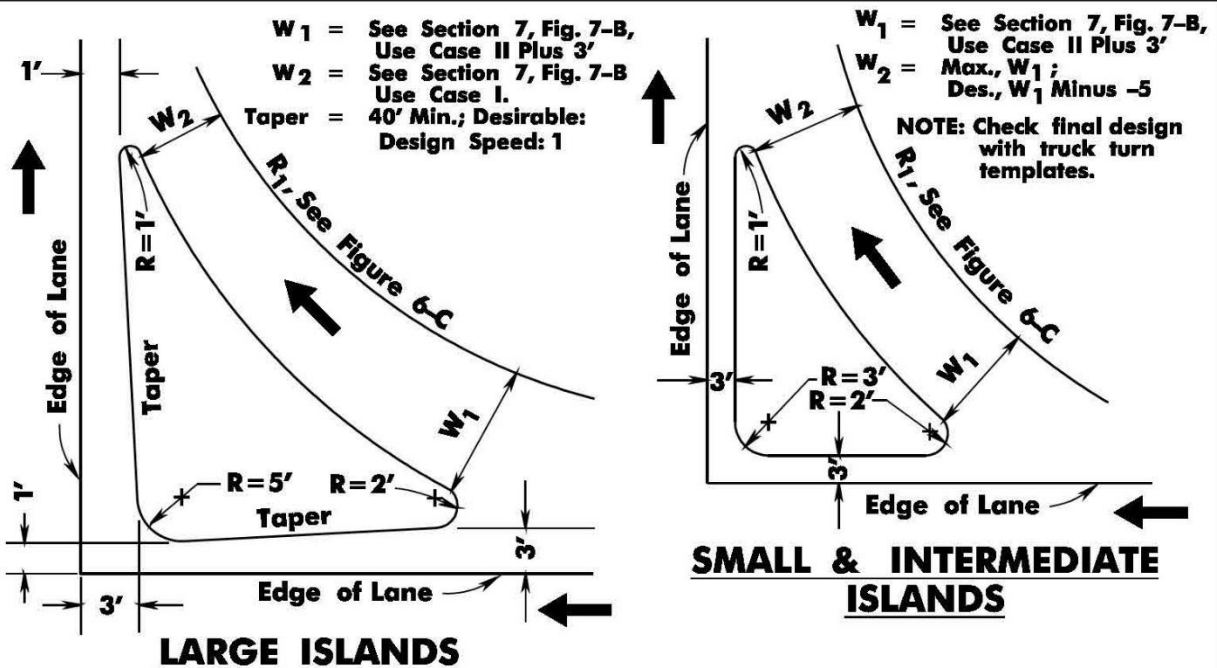 W1 = See Section 7, Fig. 7-B,
Use Case II Plus 3'
W2 = See Section 7, Fig. 7-B
Use Case I.
Taper = 40' Min.; Desirable:
Design Speed: 1
1'
W2
R=1'
R1, See Figure 6-C
Edge of Lane
Taper
W1
R=5'
R=2'
Taper
1'
3'
3'
Edge of Lane
LARGE ISLANDS
W1 = See Section 7, Fig. 7-B,
Use Case II Plus 3'
W2 = Max., W1;
Des., W1 Minus -5
NOTE: Check final design
with truck turn
templates.
W2
Edge of Lane
R=1'
R1, See Figure 6-C
W1
3'
R=3'
R=2'
3'
Edge of Lane
SMALL & INTERMEDIATE
ISLANDS